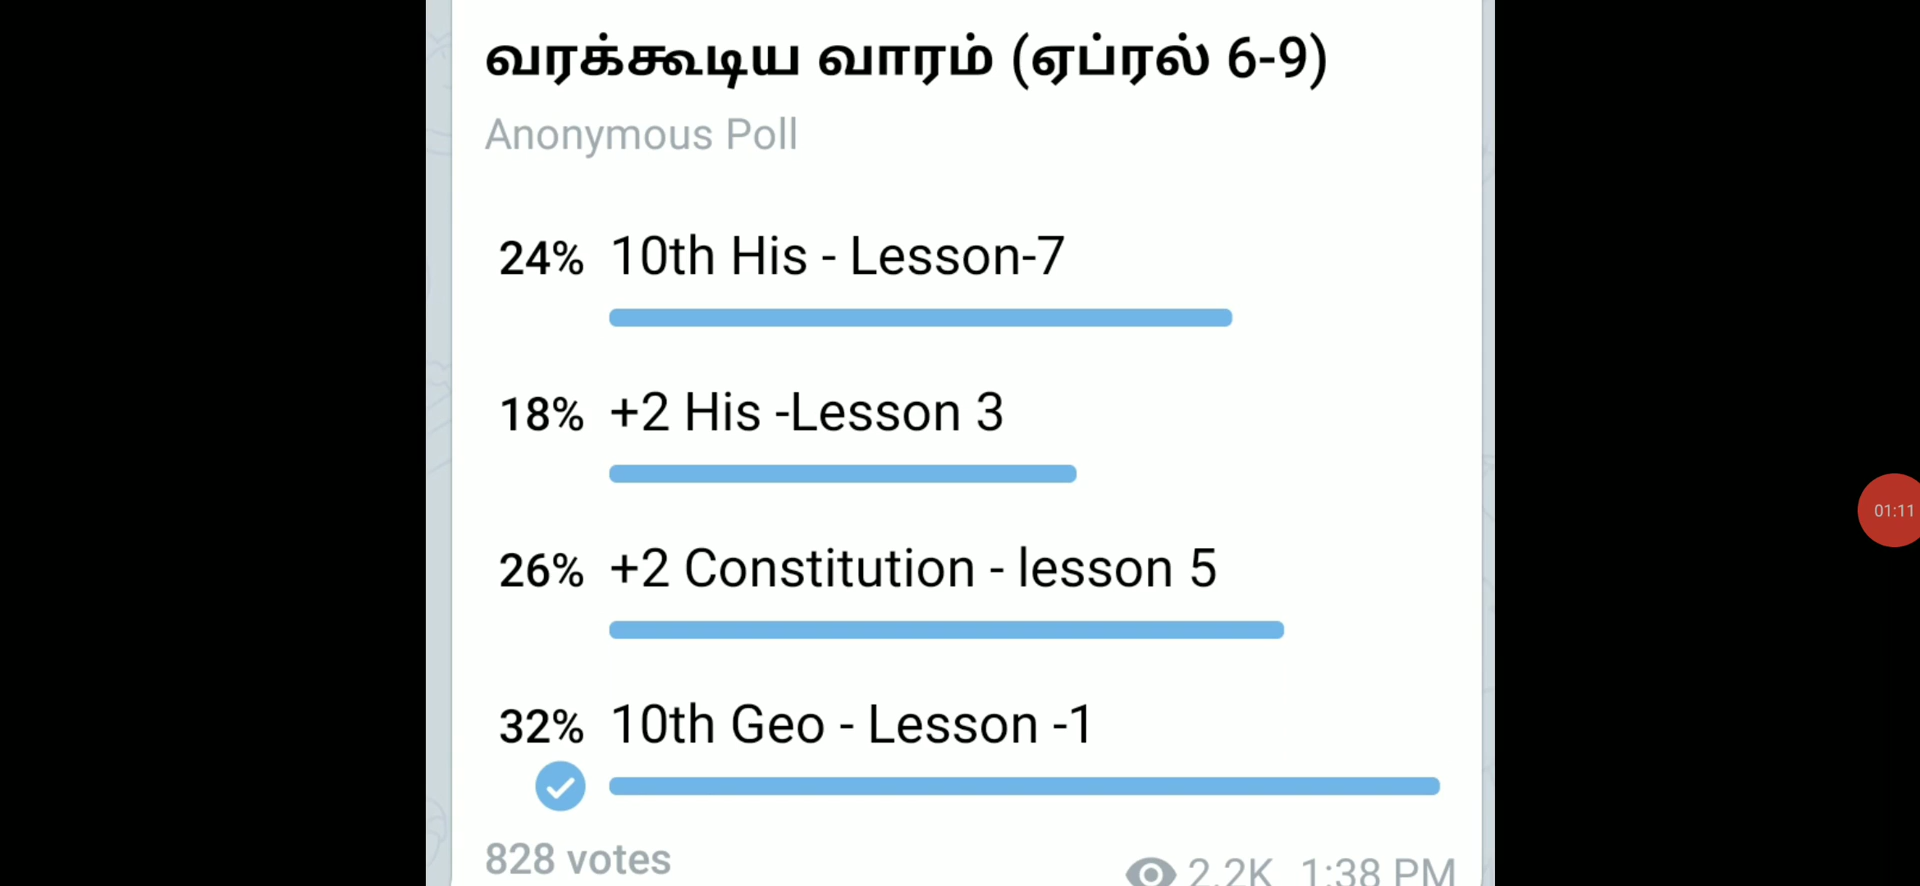 வரக்கூடிய வாரம் (ஏப்ரல் 6-9)
Anonymous Poll
24% 10th His - Lesson-7
18% +2 His -Lesson 3
26% +2 Constitution - lesson 5
01:11
32% 10th Geo - Lesson -1
828 votes
2.2K 1:38 PM